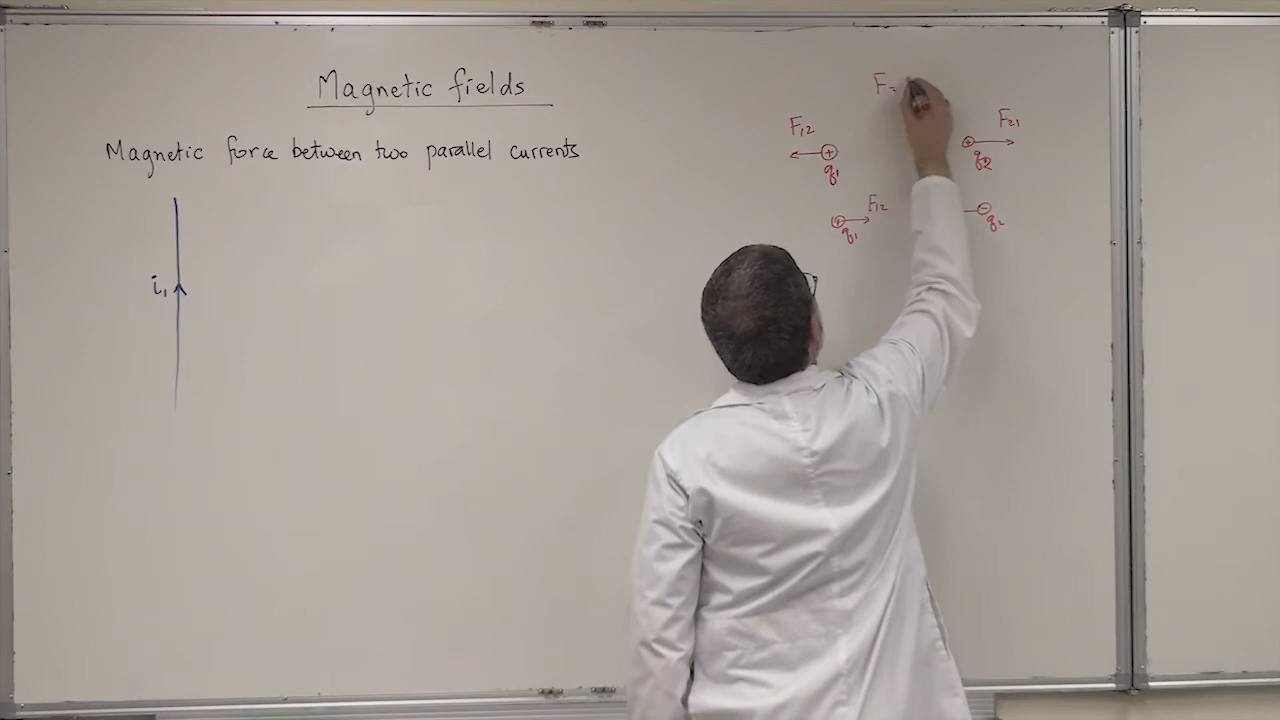 Magnetic fields
Magnetic force between two parallel currents
i₁
F =
F₁₂
F₂₁
+
+
q₁
q₂
F₁₂
+
−
q₁
q₂